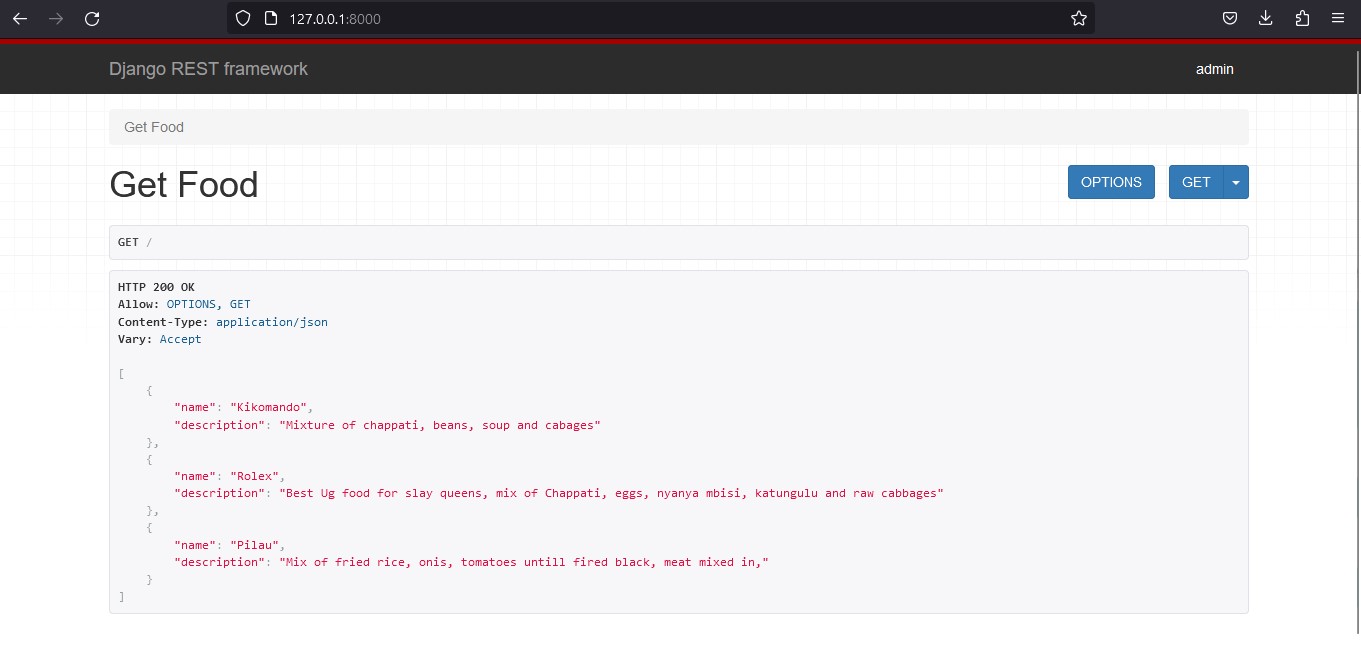 127.0.0.1:8000
Django REST framework admin
Get Food
Get Food OPTIONS GET
GET /
HTTP 200 OK
Allow: OPTIONS, GET
Content-Type: application/json
Vary: Accept
[
{
"name": "Kikomando",
"description": "Mixture of chappati, beans, soup and cabages"
},
{
"name": "Rolex",
"description": "Best Ug food for slay queens, mix of Chappati, eggs, nyanya mbisi, katungulu and raw cabbages"
},
{
"name": "Pilau",
"description": "Mix of fried rice, onis, tomatoes untill fired black, meat mixed in,"
}
]